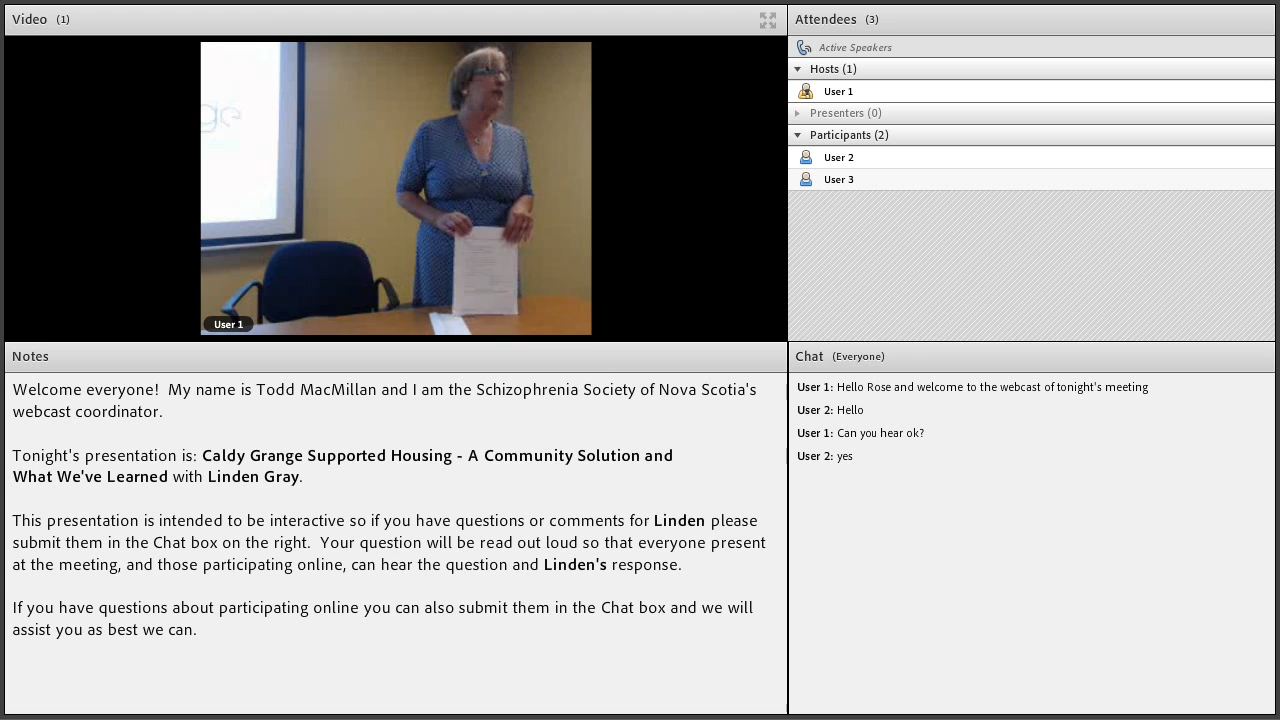 Video (1)
ge
User 1
Attendees (3)
Active Speakers
Hosts (1)
User 1
Presenters (0)
Participants (2)
User 2
User 3
Notes
Welcome everyone!  My name is Todd MacMillan and I am the Schizophrenia Society of Nova Scotia's
webcast coordinator.
Tonight's presentation is: Caldy Grange Supported Housing - A Community Solution and
What We've Learned with Linden Gray.
This presentation is intended to be interactive so if you have questions or comments for Linden please
submit them in the Chat box on the right.  Your question will be read out loud so that everyone present
at the meeting, and those participating online, can hear the question and Linden's response.
If you have questions about participating online you can also submit them in the Chat box and we will
assist you as best we can.
Chat (Everyone)
User 1: Hello Rose and welcome to the webcast of tonight's meeting
User 2: Hello
User 1: Can you hear ok?
User 2: yes